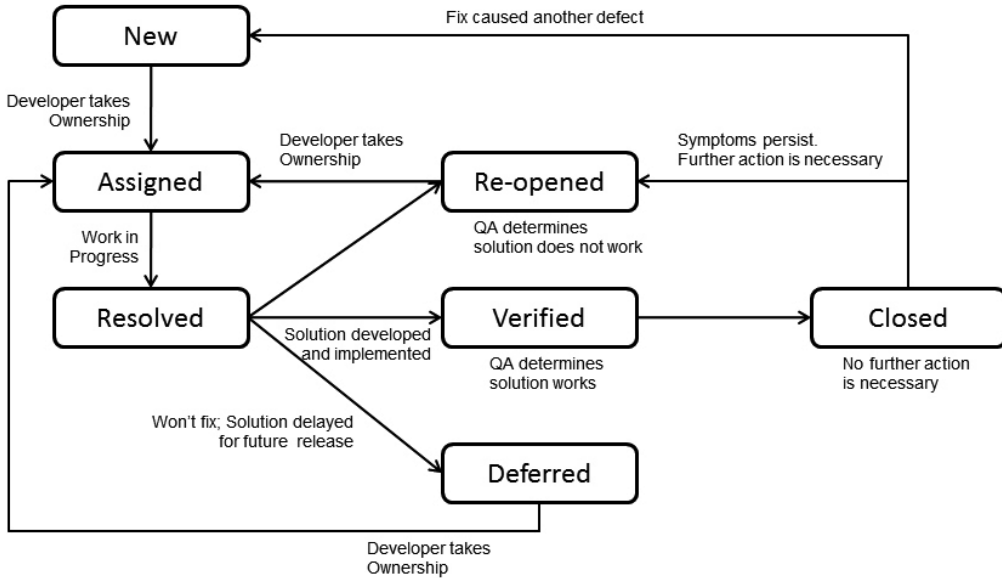 New
Fix caused another defect
Developer takes
Ownership
Developer takes
Ownership
Symptoms persist.
Further action is necessary
Assigned
Re-opened
QA determines
solution does not work
Work in
Progress
Resolved
Verified
Closed
Solution developed
and implemented
QA determines
solution works
No further action
is necessary
Won't fix; Solution delayed
for future release
Deferred
Developer takes
Ownership